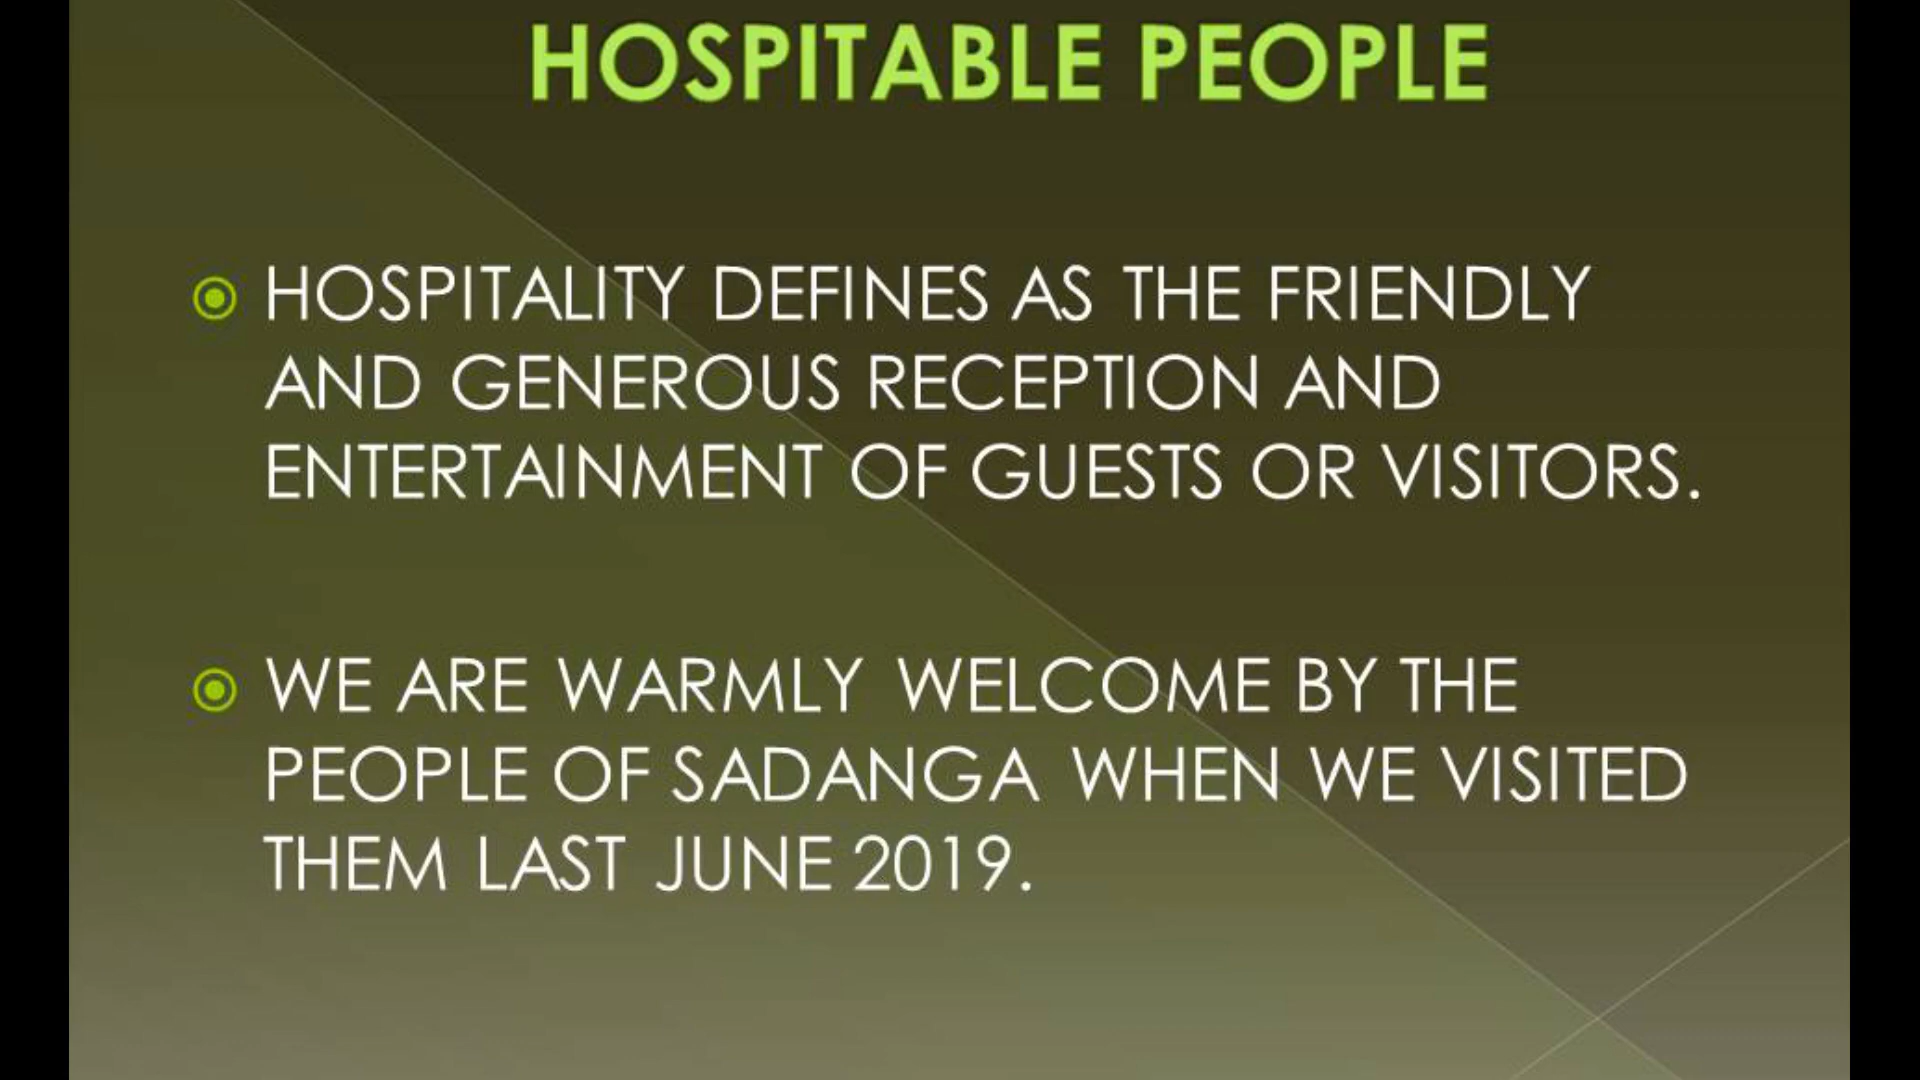 HOSPITABLE PEOPLE
HOSPITALITY DEFINES AS THE FRIENDLY
AND GENEROUS RECEPTION AND
ENTERTAINMENT OF GUESTS OR VISITORS.
WE ARE WARMLY WELCOME BY THE
PEOPLE OF SADANGA WHEN WE VISITED
THEM LAST JUNE 2019.